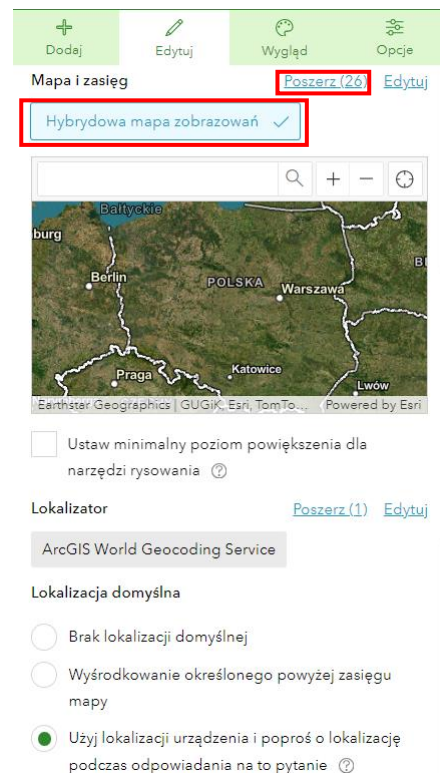 Dodaj Edytuj Wygląd Opcje
Mapa i zasięg Poszerz (26) Edytuj
Hybrydowa mapa zobrazowań
Bałtyckie
burg
Berlin
POLSKA
Warszawa
Praga
Katowice
Lwów
Earthstar Geographics | GUGiK, Esri, TomTo... Powered by Esri
Ustaw minimalny poziom powiększenia dla
narzędzi rysowania
Lokalizator Poszerz (1) Edytuj
ArcGIS World Geocoding Service
Lokalizacja domyślna
Brak lokalizacji domyślnej
Wyśrodkowanie określonego powyżej zasięgu
mapy
Użyj lokalizacji urządzenia i poproś o lokalizację
podczas odpowiadania na to pytanie